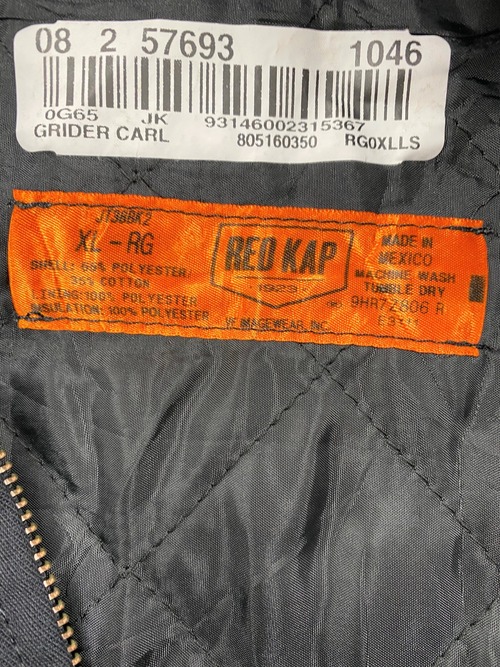 08 2 57693 1046
0G65 JK 93146002315367
GRIDER CARL 805160350 RG0XLLS
JT38BK2
XL-RG
SHELL: 65% POLYESTER/
35% COTTON
LINING: 100% POLYESTER
INSULATION: 100% POLYESTER
RED KAP
1923
VF IMAGEWEAR, INC.
MADE IN
MEXICO
MACHINE WASH
TUMBLE DRY
9HR72806 R